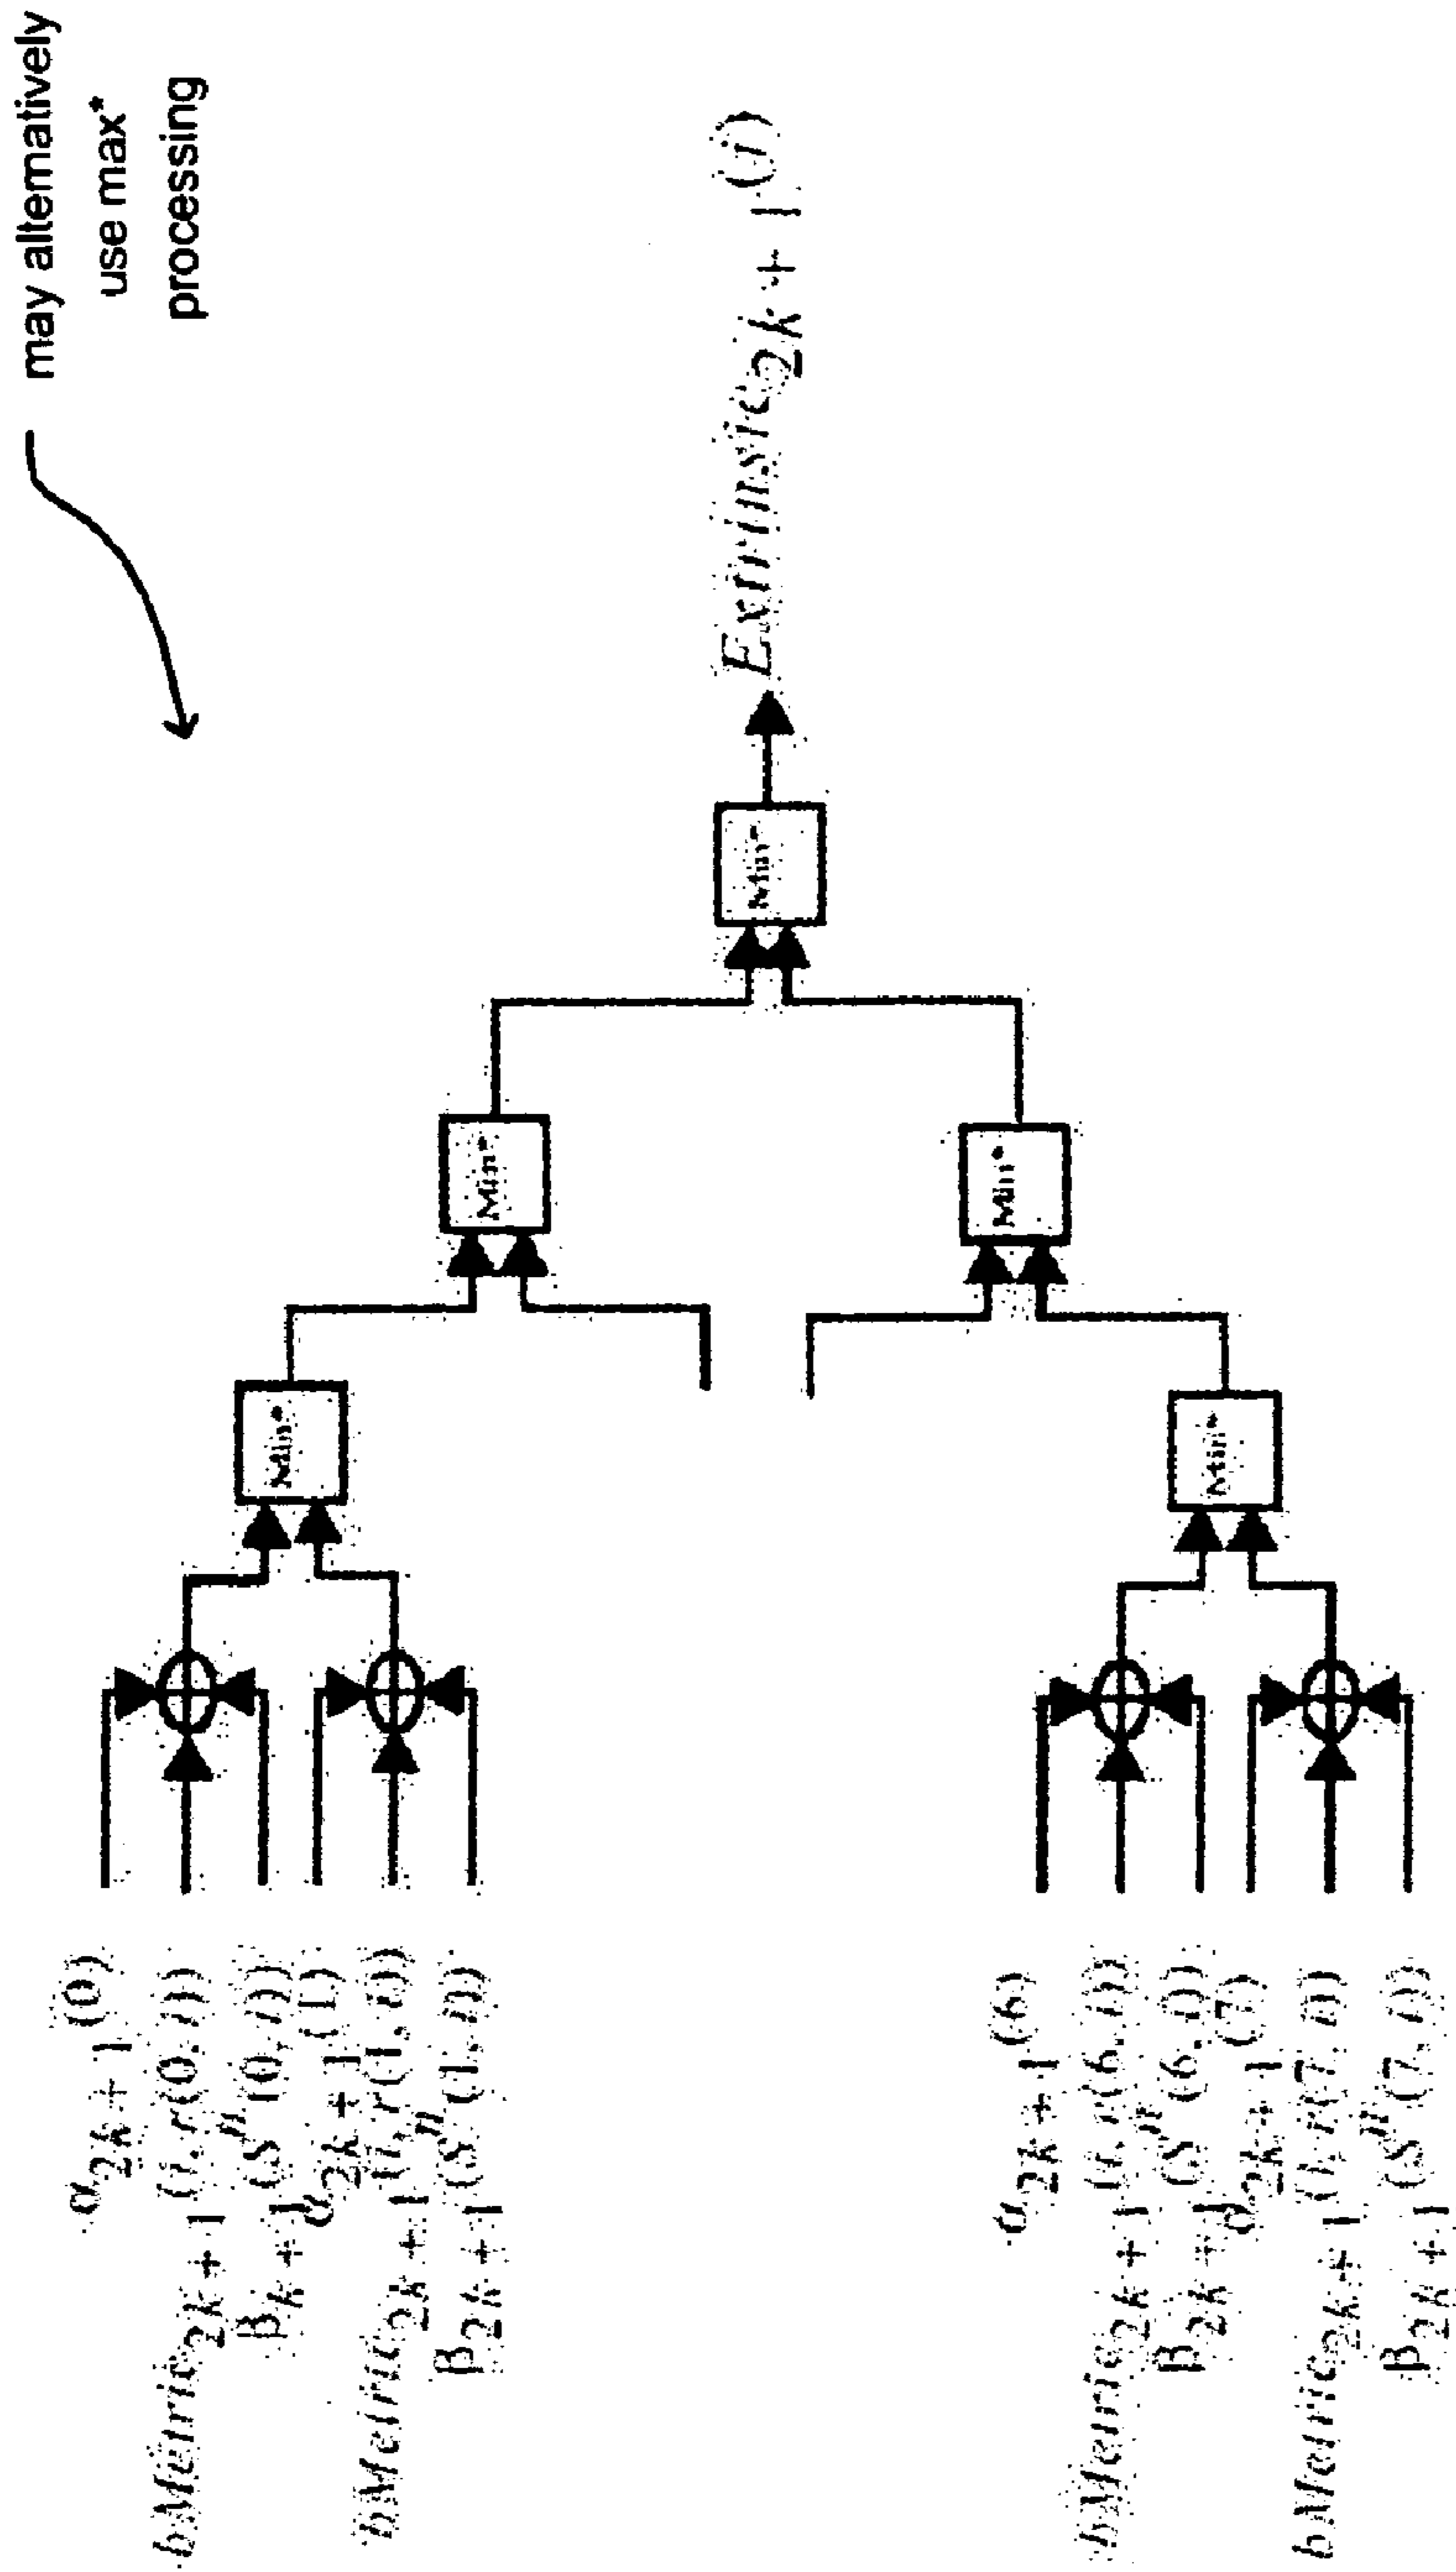 may alternatively
use max*
processing
α2k+1(0)
bMetric2k+1(i, r(0, i))
βk+1(S″(0, i))
α2k+1(1)
bMetric2k+1(i, r(1, i))
β2k+1(S″(1, i))
α2k+1(6)
bMetric2k+1(i, r(6, i))
β2k+1(S″(6, i))
α2k+1(7)
bMetric2k+1(i, r(7, i))
β2k+1(S″(7, i))
Min*
Min*
Min*
Min*
Min*
Extrinsic2k+1(i)